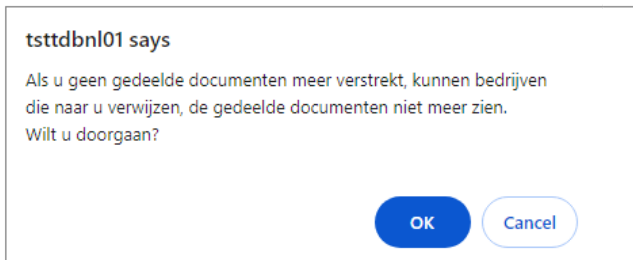 tsttdbnl01 says
Als u geen gedeelde documenten meer verstrekt, kunnen bedrijven
die naar u verwijzen, de gedeelde documenten niet meer zien.
Wilt u doorgaan?
OK
Cancel